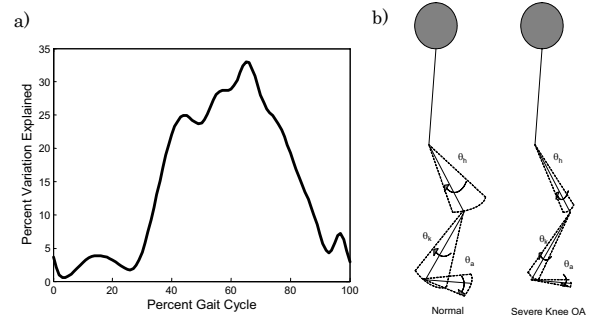 a)
35
30
25
20
15
10
5
0
0 20 40 60 80 100
Percent Variation Explained
Percent Gait Cycle
b)
θh
θk
θa
Normal
θh
θk
θa
Severe Knee OA